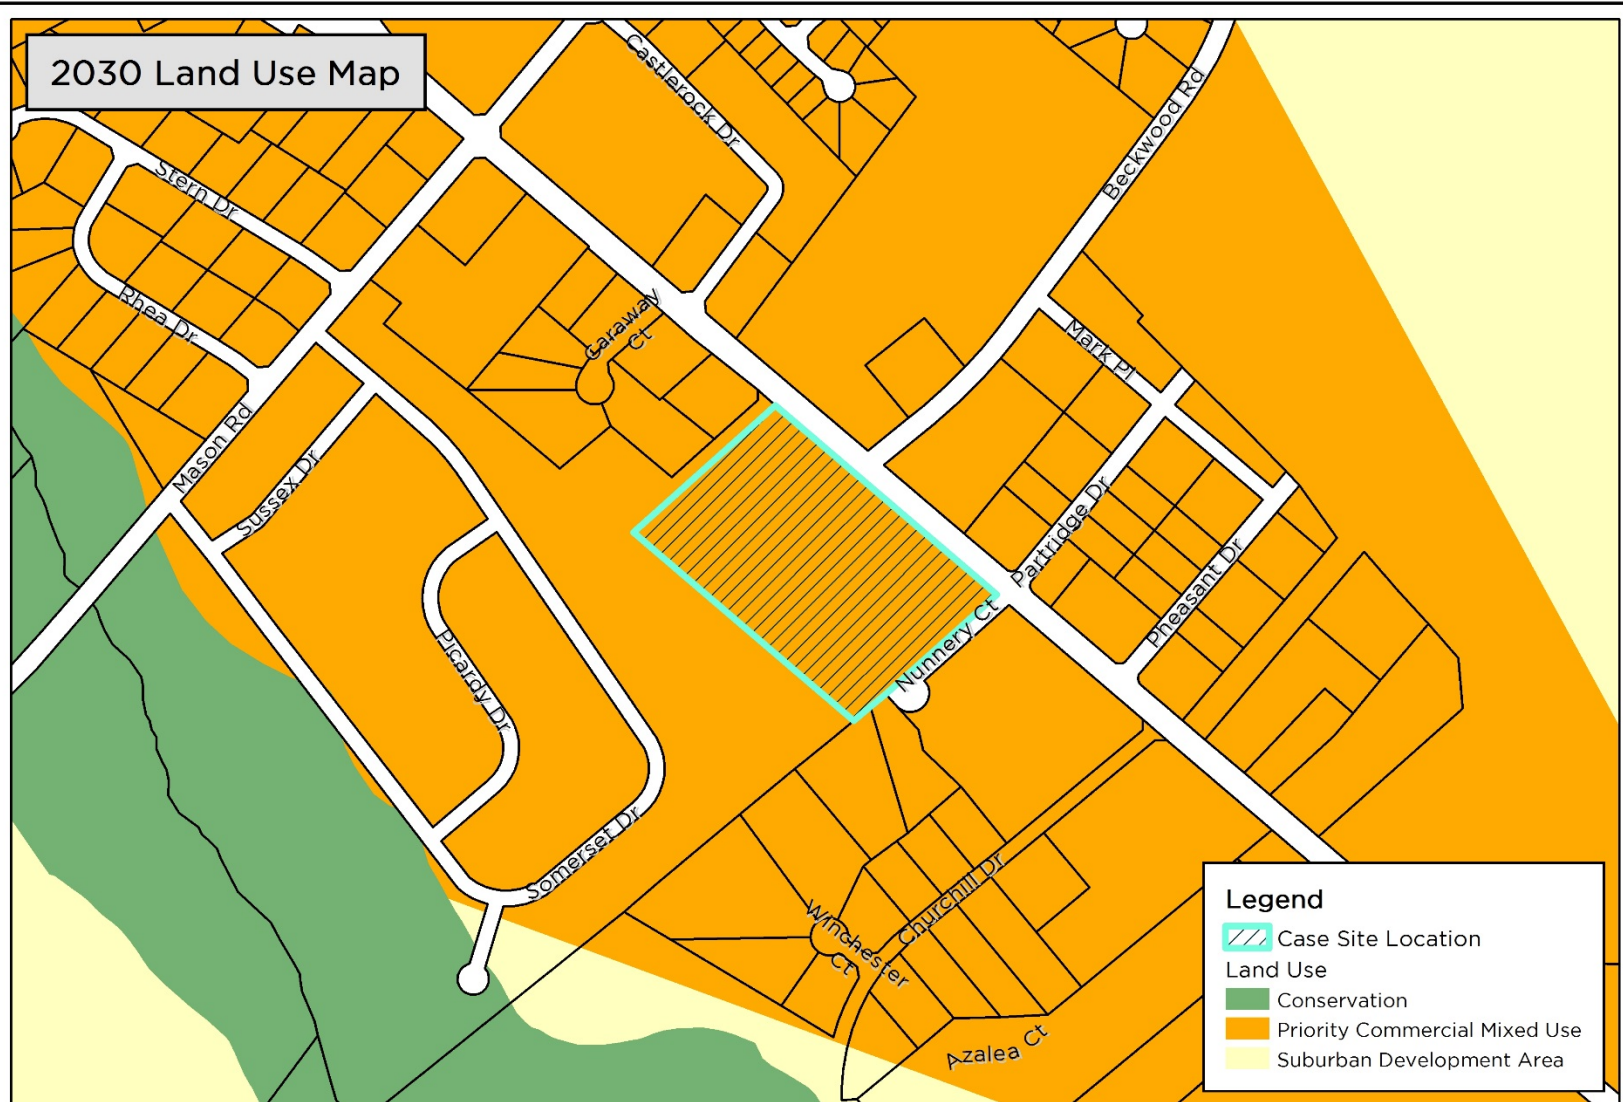 2030 Land Use Map
Castlerock Dr
Beckwood Rd
Stern Dr
Rhea Dr
Caraway
Ct
Mark Pl
Mason Rd
Sussex Dr
Partridge Dr
Pheasant Dr
Nunnery Ct
Picardy Dr
Somerset Dr
Churchill Dr
Winchester
Ct
Azalea Ct
Legend
Case Site Location
Land Use
Conservation
Priority Commercial Mixed Use
Suburban Development Area